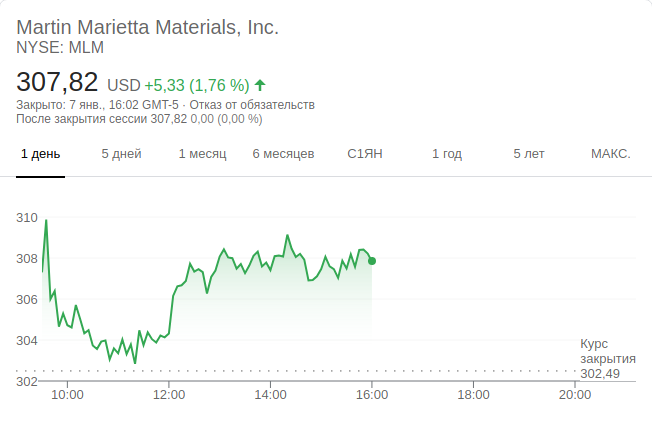 Martin Marietta Materials, Inc.
NYSE: MLM
307,82 USD +5,33 (1,76 %)
Закрыто: 7 янв., 16:02 GMT-5 · Отказ от обязательств
После закрытия сессии 307,82 0,00 (0,00 %)
1 день 5 дней 1 месяц 6 месяцев С1ЯН 1 год 5 лет МАКС.
310
308
306
304
Курс
закрытия
302,49
302
10:00 12:00 14:00 16:00 18:00 20:00